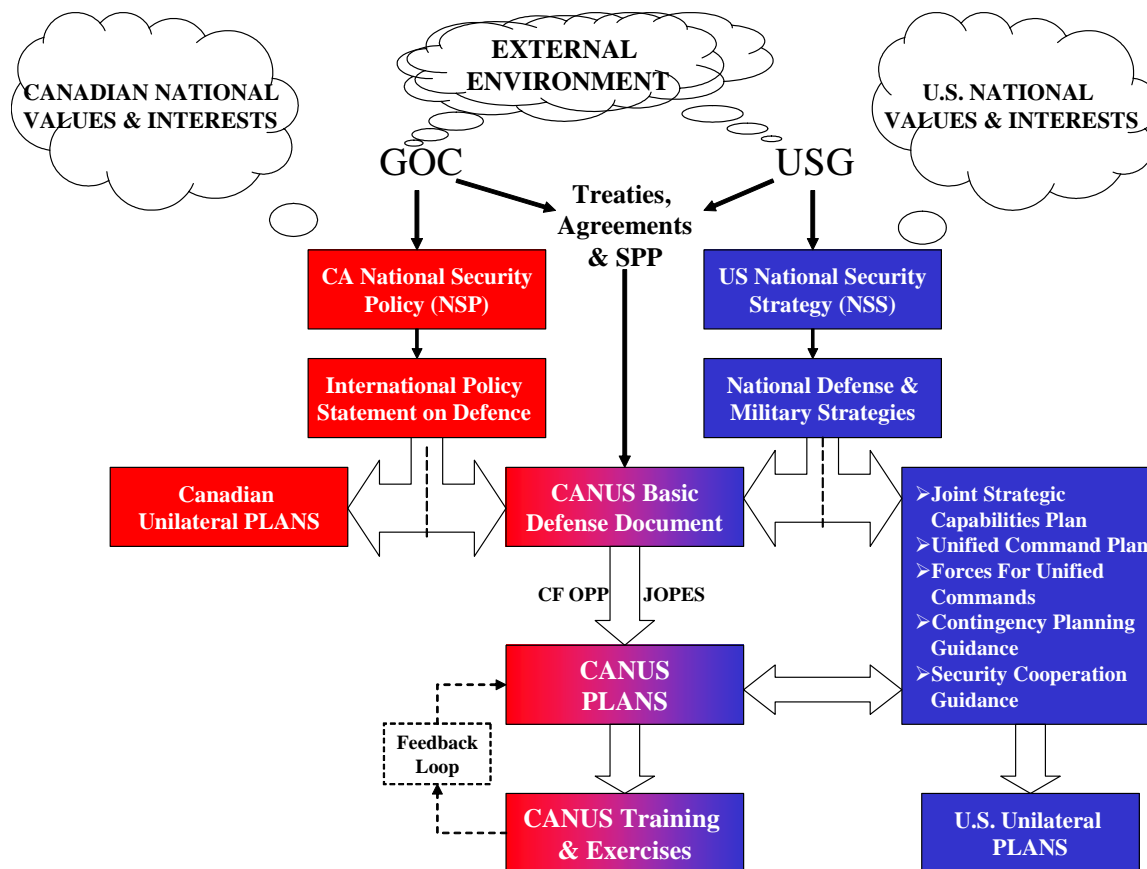 EXTERNAL
ENVIRONMENT
CANADIAN NATIONAL
VALUES & INTERESTS
U.S. NATIONAL
VALUES & INTERESTS
GOC
USG
Treaties,
Agreements
& SPP
CA National Security
Policy (NSP)
US National Security
Strategy (NSS)
International Policy
Statement on Defence
National Defense &
Military Strategies
Canadian
Unilateral PLANS
CANUS Basic
Defense Document
➢Joint Strategic
Capabilities Plan
➢Unified Command Plan
➢Forces For Unified
Commands
➢Contingency Planning
Guidance
➢Security Cooperation
Guidance
CF OPP
JOPES
CANUS
PLANS
Feedback
Loop
CANUS Training
& Exercises
U.S. Unilateral
PLANS